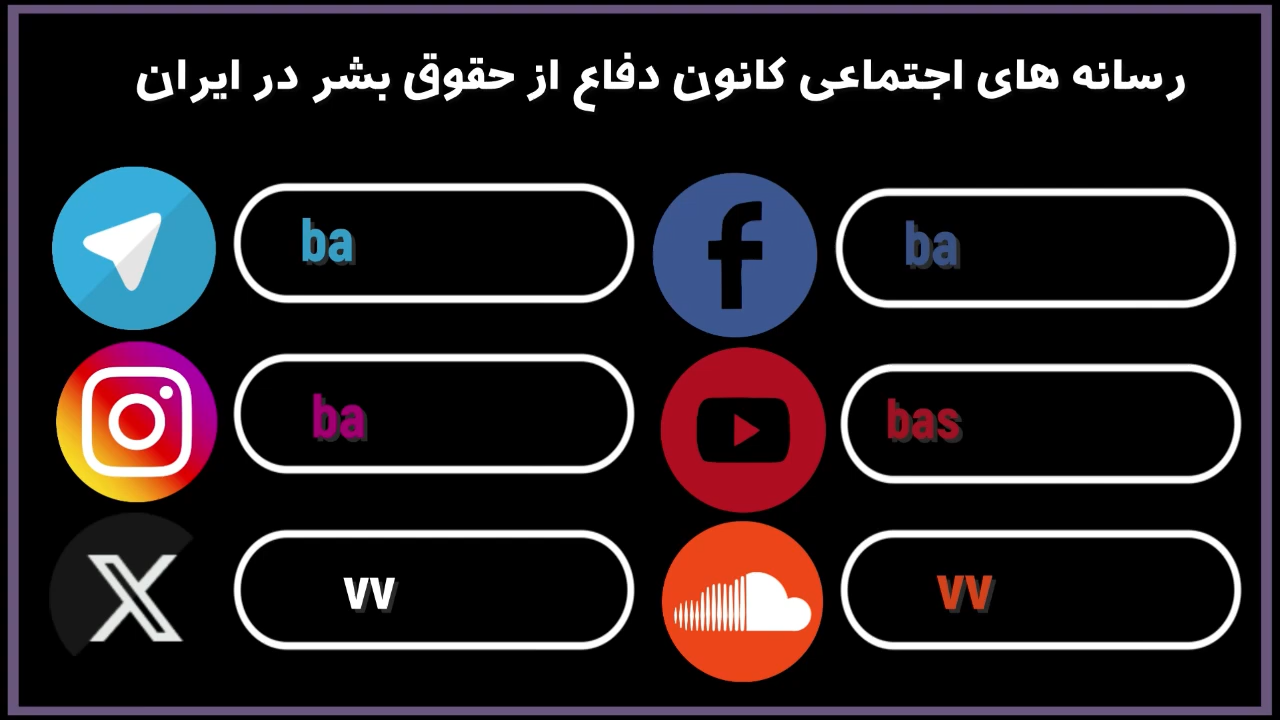 رسانه های اجتماعی کانون دفاع از حقوق بشر در ایران
ba
ba
ba
bas
vv
vv